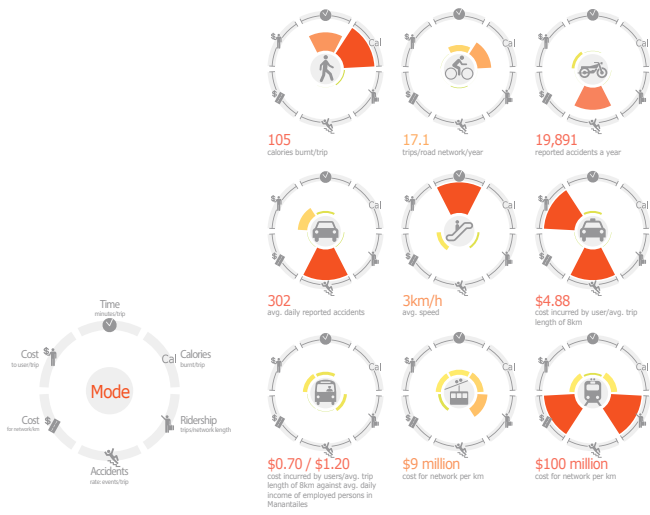 Cal
$
$
105
calories burnt/trip
Cal
$
$
17.1
trips/road network/year
Cal
$
$
19,891
reported accidents a year
Cal
$
$
302
avg. daily reported accidents
Cal
$
$
3km/h
avg. speed
Cal
$
$
$4.88
cost incurred by user/avg. trip
length of 8km
Time
minutes/trip
Cost
to user/trip
$
Cal
Calories
burnt/trip
Mode
Cost
for network/km
$
Ridership
trips/network length
Accidents
rate events/trip
Cal
$
$
$0.70 / $1.20
cost incurred by users/avg. trip
length of 8km against avg. daily
income of employed persons in
Manantailes
Cal
$
$
$9 million
cost for network per km
Cal
$
$
$100 million
cost for network per km